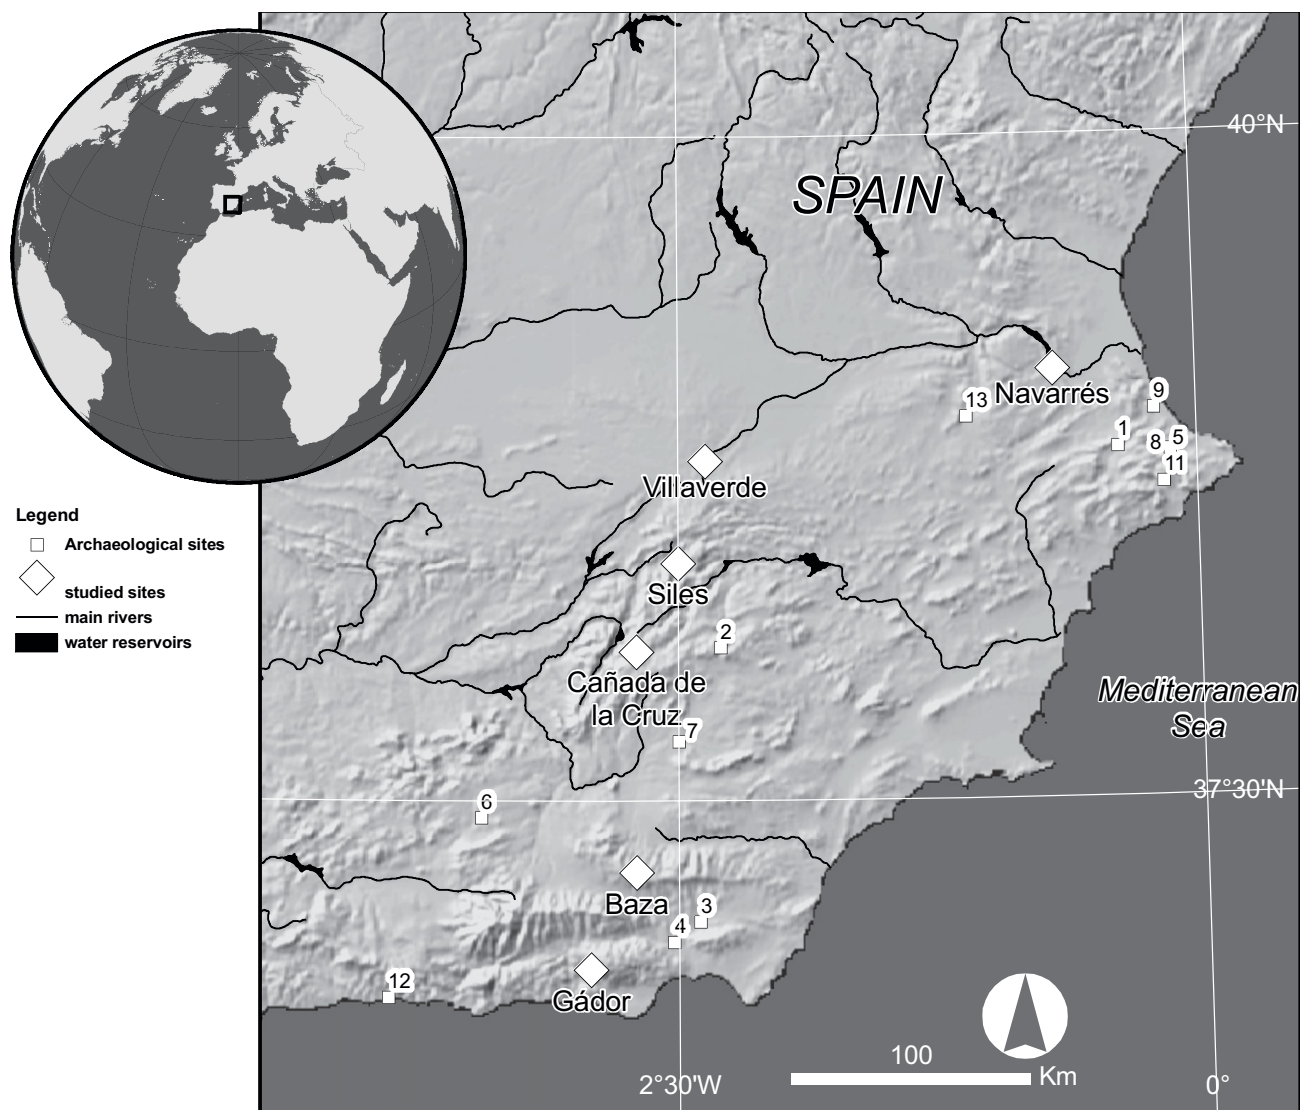 40°N
SPAIN
Navarrés
13
9
1
8
5
11
Villaverde
Legend
Archaeological sites
studied sites
main rivers
water reservoirs
Siles
2
Cañada de
la Cruz
7
Mediterranean
Sea
37°30'N
6
Baza
3
4
12
Gádor
100
Km
2°30'W
0°